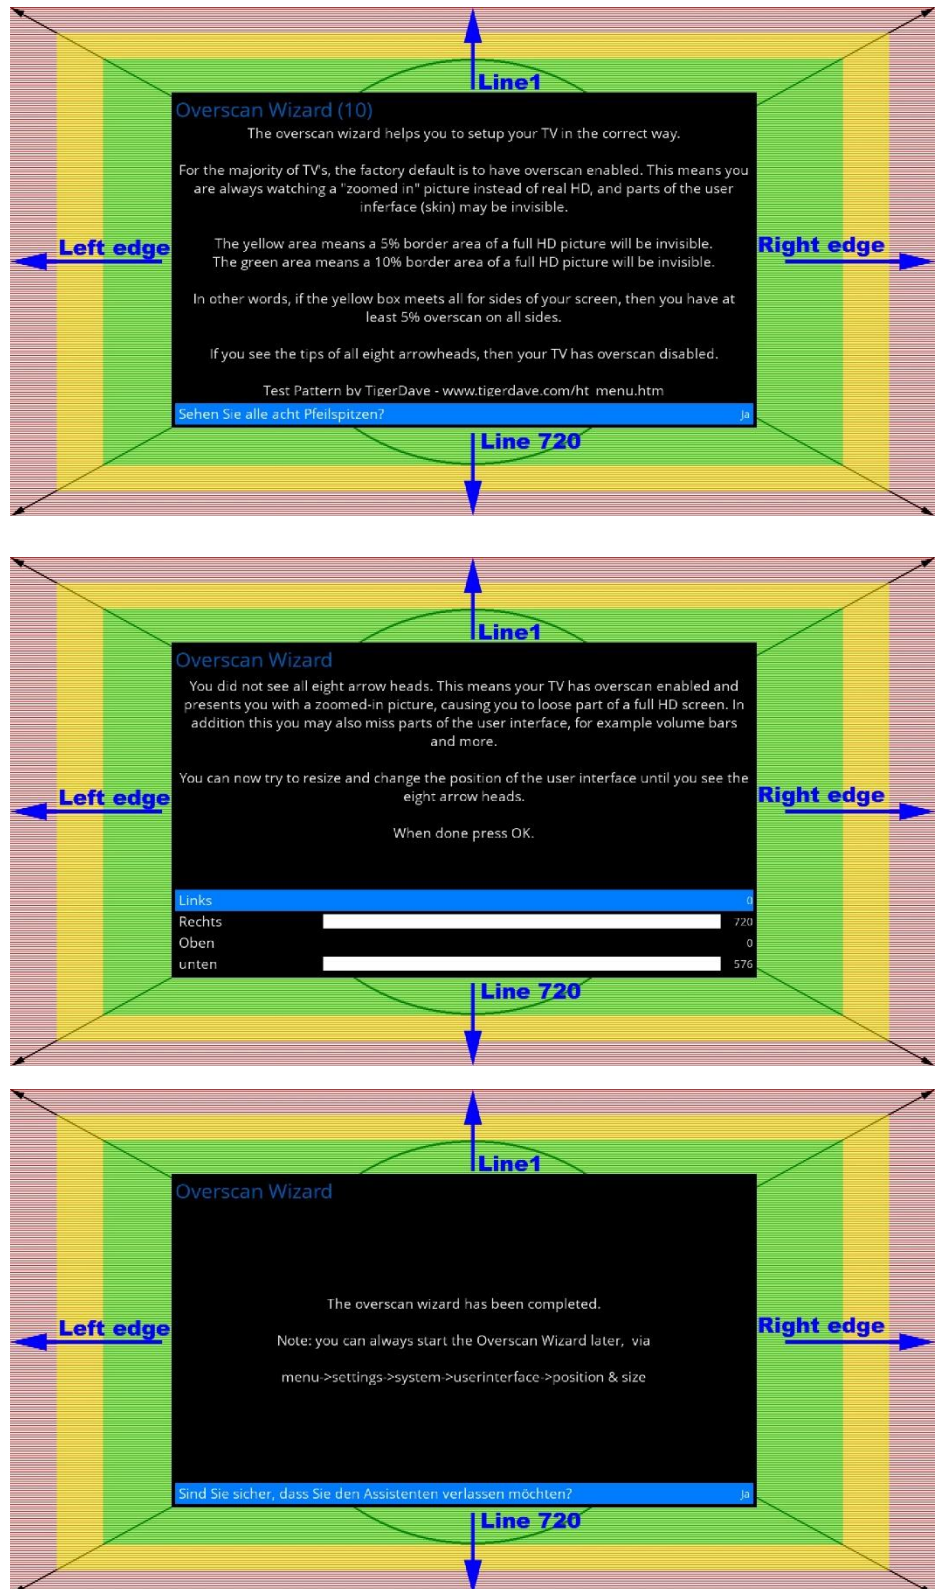 Line1
Overscan Wizard (10)
The overscan wizard helps you to setup your TV in the correct way.
For the majority of TV's, the factory default is to have overscan enabled. This means you
are always watching a "zoomed in" picture instead of real HD, and parts of the user
inferface (skin) may be invisible.
Left edge
Right edge
The yellow area means a 5% border area of a full HD picture will be invisible.
The green area means a 10% border area of a full HD picture will be invisible.
In other words, if the yellow box meets all for sides of your screen, then you have at
least 5% overscan on all sides.
If you see the tips of all eight arrowheads, then your TV has overscan disabled.
Test Pattern by TigerDave - www.tigerdave.com/ht_menu.htm
Sehen Sie alle acht Pfeilspitzen? Ja
Line 720
Line1
Overscan Wizard
You did not see all eight arrow heads. This means your TV has overscan enabled and
presents you with a zoomed-in picture, causing you to loose part of a full HD screen. In
addition this you may also miss parts of the user interface, for example volume bars
and more.
You can now try to resize and change the position of the user interface until you see the
eight arrow heads.
Left edge
Right edge
When done press OK.
Links 0
Rechts 720
Oben 0
unten 576
Line 720
Line1
Overscan Wizard
The overscan wizard has been completed.
Left edge
Right edge
Note: you can always start the Overscan Wizard later, via
menu->settings->system->userinterface->position & size
Sind Sie sicher, dass Sie den Assistenten verlassen möchten? Ja
Line 720